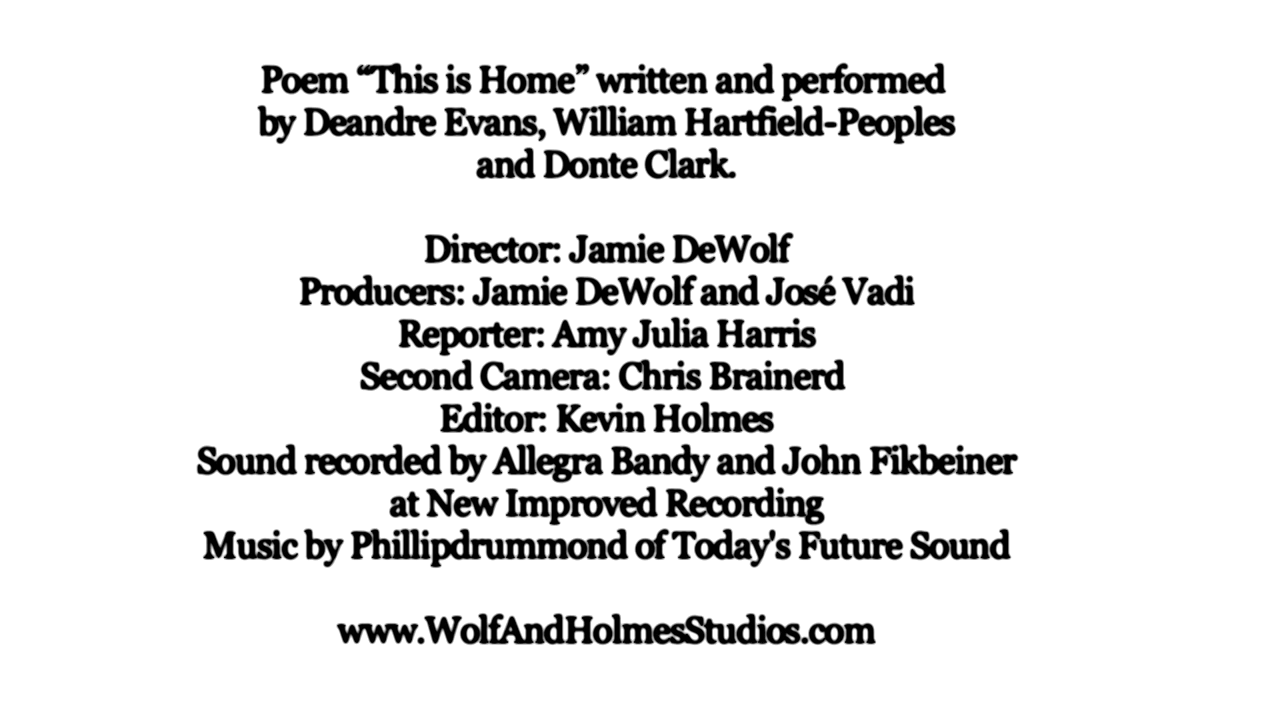 Poem “This is Home” written and performed
by Deandre Evans, William Hartfield-Peoples
and Donte Clark.
Director: Jamie DeWolf
Producers: Jamie DeWolf and José Vadi
Reporter: Amy Julia Harris
Second Camera: Chris Brainerd
Editor: Kevin Holmes
Sound recorded by Allegra Bandy and John Fikbeiner
at New Improved Recording
Music by Phillipdrummond of Today's Future Sound
www.WolfAndHolmesStudios.com